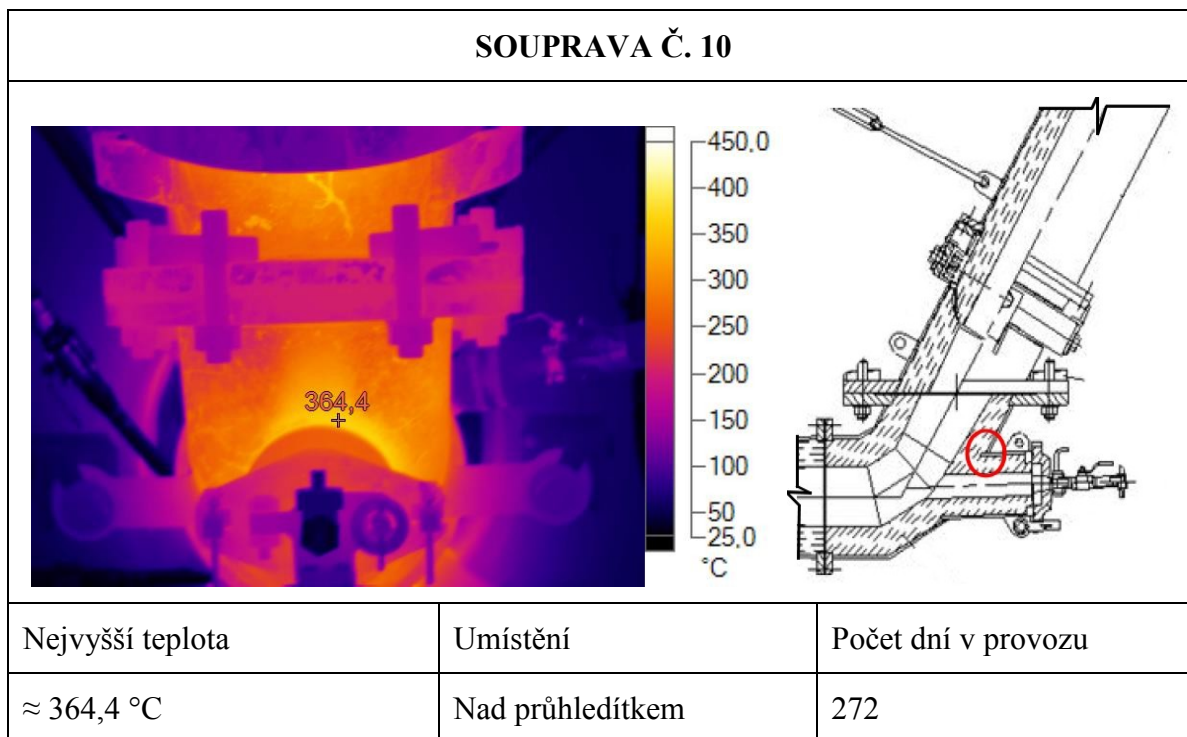 SOUPRAVA Č. 10
364,4
450,0
400
350
300
250
200
150
100
50
25,0
°C
Nejvyšší teplota
Umístění
Počet dní v provozu
≈ 364,4 °C
Nad průhledítkem
272